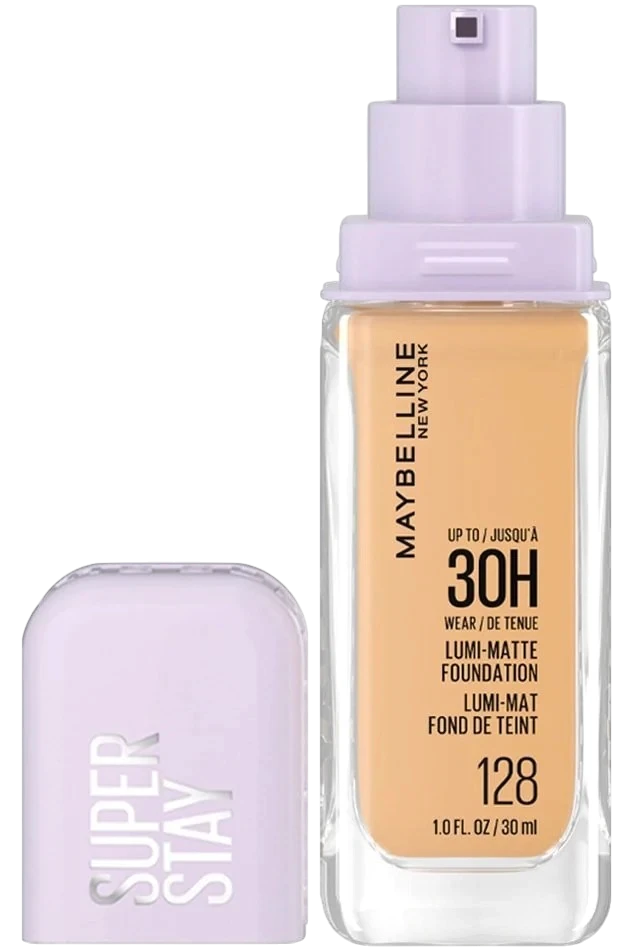 MAYBELLINE
NEW YORK
UP TO / JUSQU'À
30H
WEAR / DE TENUE
LUMI-MATTE
FOUNDATION
LUMI-MAT
FOND DE TEINT
128
1.0 FL. OZ / 30 ml
SUPER
STAY